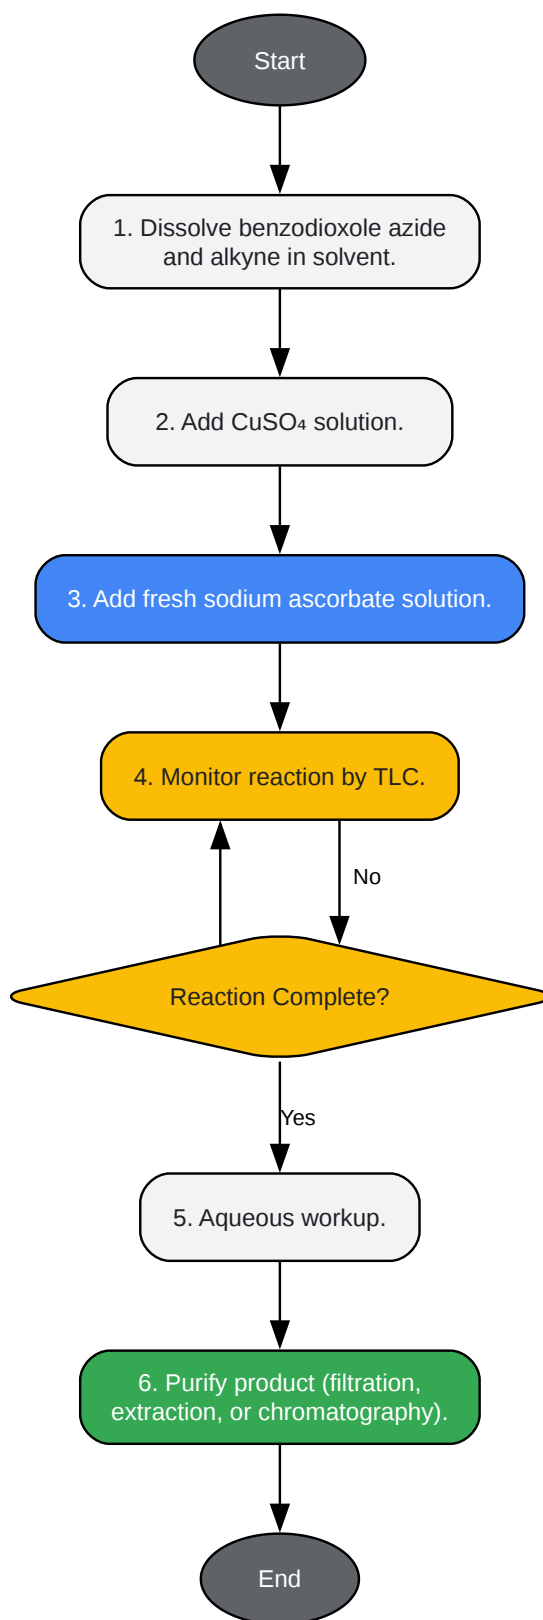 Start
1. Dissolve benzodioxole azide
and alkyne in solvent.
2. Add CuSO₄ solution.
3. Add fresh sodium ascorbate solution.
4. Monitor reaction by TLC.
No
Reaction Complete?
Yes
5. Aqueous workup.
6. Purify product (filtration,
extraction, or chromatography).
End